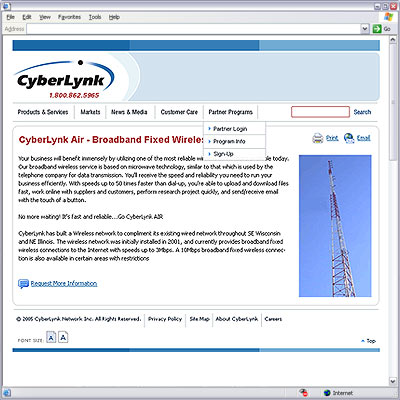 File Edit View Favorites Tools Help
Address Go
CyberLynk
1.800.862.5965
Products & Services Markets News & Media Customer Care Partner Programs Search
Partner Login
Program Info
Sign-Up
CyberLynk Air - Broadband Fixed Print Email
Your business will benefit immensely by utilizing one of the most reliable today.
Our broadband wireless service is based on microwave technology, similar to that which is used by the
telephone company for data transmission. You'll receive the speed and reliability you need to run your
business efficiently. With speeds up to 50 times faster than dial-up, you're able to upload and download files
fast, work online with suppliers and customers, perform research project quickly, and send/receive email
with the touch of a button.
No more waiting! It's fast and reliable...Go CyberLynk AIR
CyberLynk has built a Wireless network to compliment its existing wired network throughout SE Wisconsin
and NE Illinois. The wireless network was initially installed in 2001, and currently provides broadband fixed
wireless connections to the Internet with speeds up to 3Mbps. A 10Mbps broadband fixed wireless connec-
tion is also available in certain areas with restrictions
Request More Information
© 2005 CyberLynk Network Inc. All Rights Reserved. Privacy Policy Site Map About CyberLynk Careers
FONT SIZE: A A Top
Internet